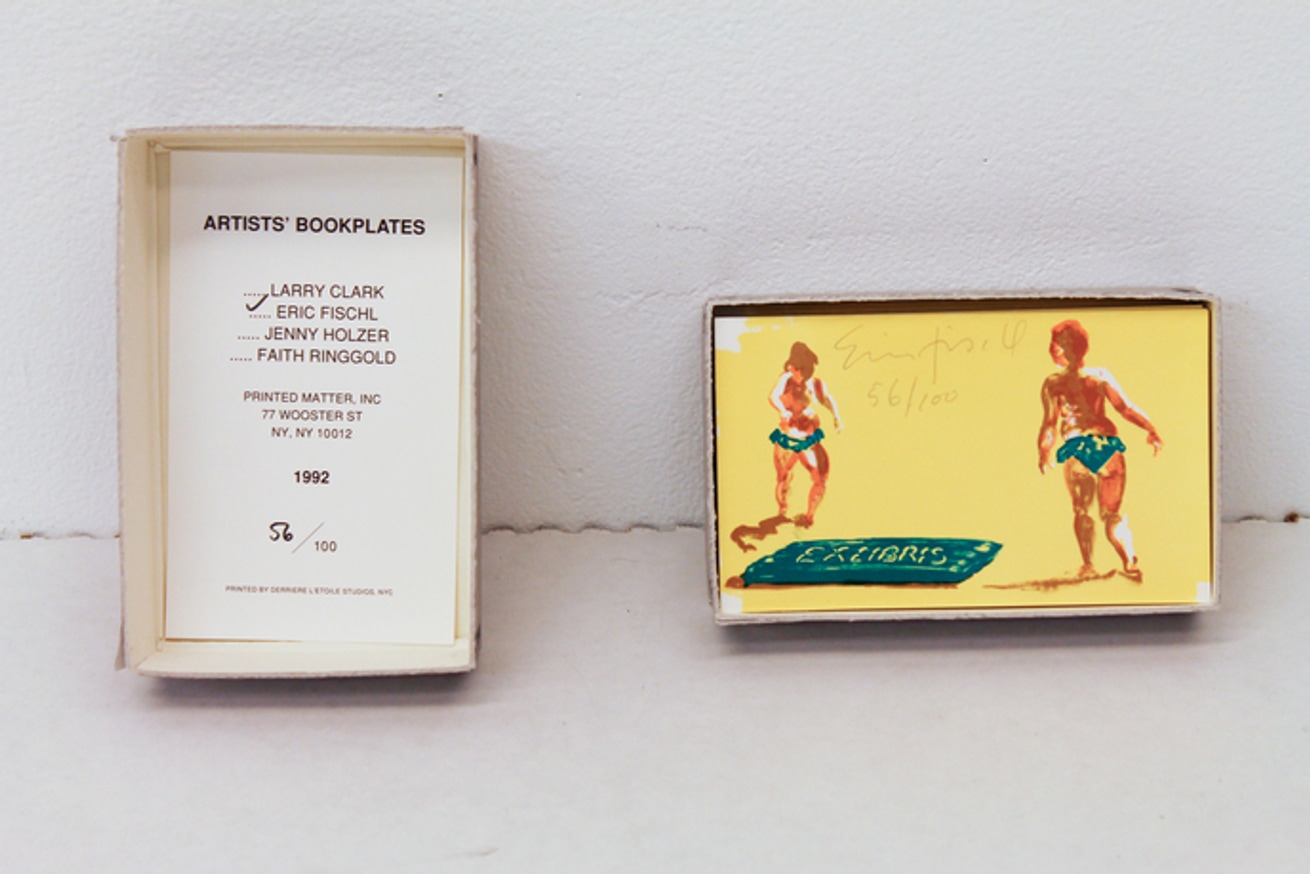 ARTISTS' BOOKPLATES
..... LARRY CLARK
..... ERIC FISCHL
..... JENNY HOLZER
..... FAITH RINGGOLD
PRINTED MATTER, INC
77 WOOSTER ST
NY, NY 10012
1992
56/100
PRINTED BY DERRIERE L'ETOILE STUDIOS, NYC
Eric Fischl
56/100
EX LIBRIS